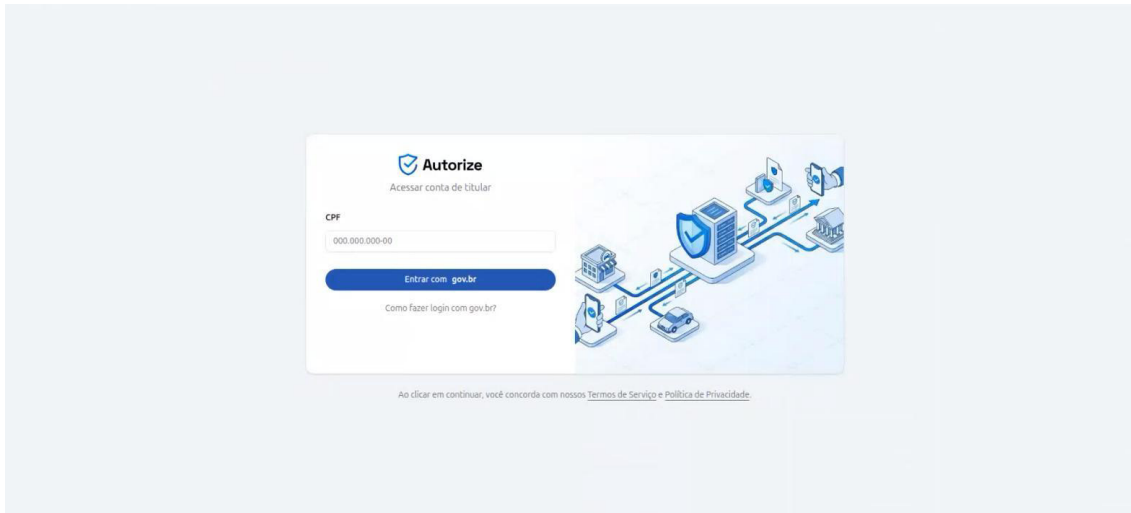 Autorize
Acessar conta de titular
CPF
000.000.000-00
Entrar com gov.br
Como fazer login com gov.br?
Ao clicar em continuar, você concorda com nossos Termos de Serviço e Política de Privacidade.